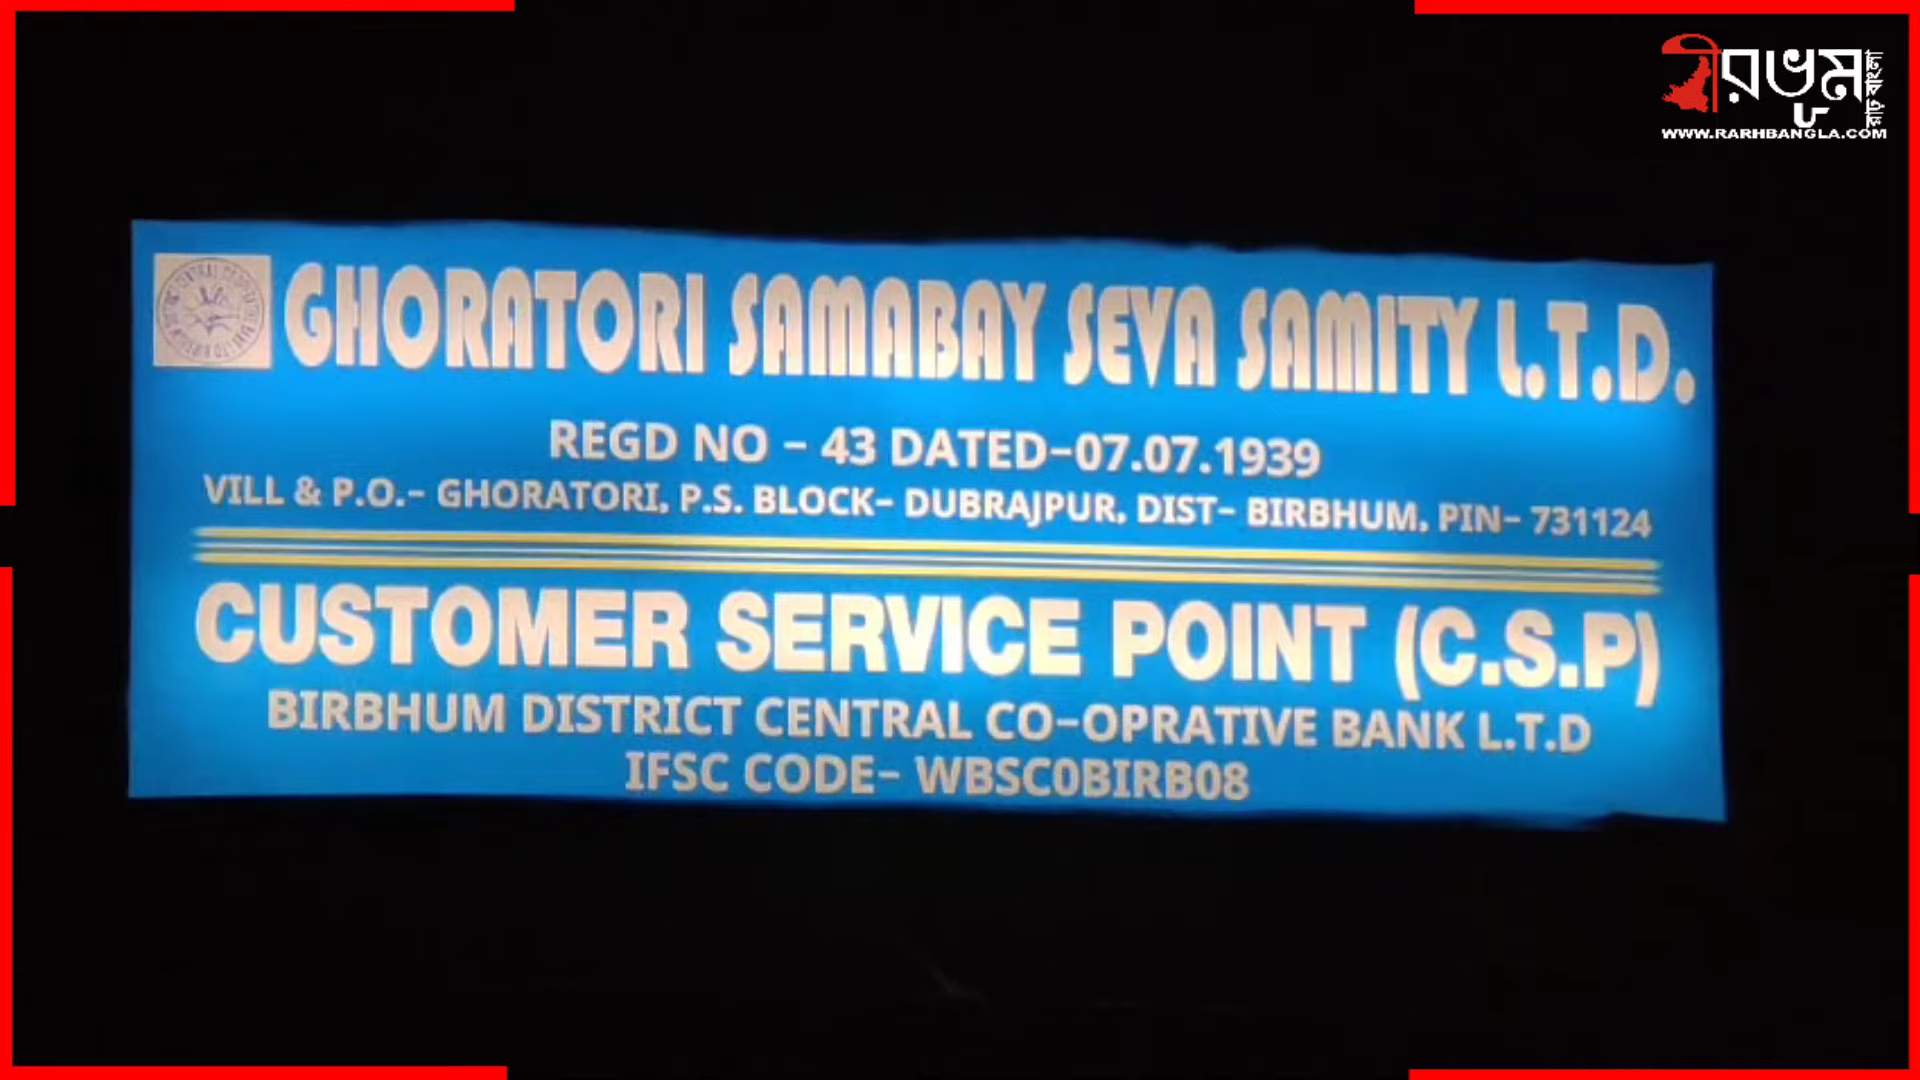 বীরভূম
রাঢ় বাংলা
WWW.RARHBANGLA.COM
GHORATORI SAMABAY SEVA SAMITY L.T.D.
REGD NO - 43 DATED-07.07.1939
VILL & P.O.- GHORATORI, P.S. BLOCK- DUBRAJPUR, DIST- BIRBHUM, PIN- 731124
CUSTOMER SERVICE POINT (C.S.P)
BIRBHUM DISTRICT CENTRAL CO-OPRATIVE BANK L.T.D
IFSC CODE- WBSC0BIRB08